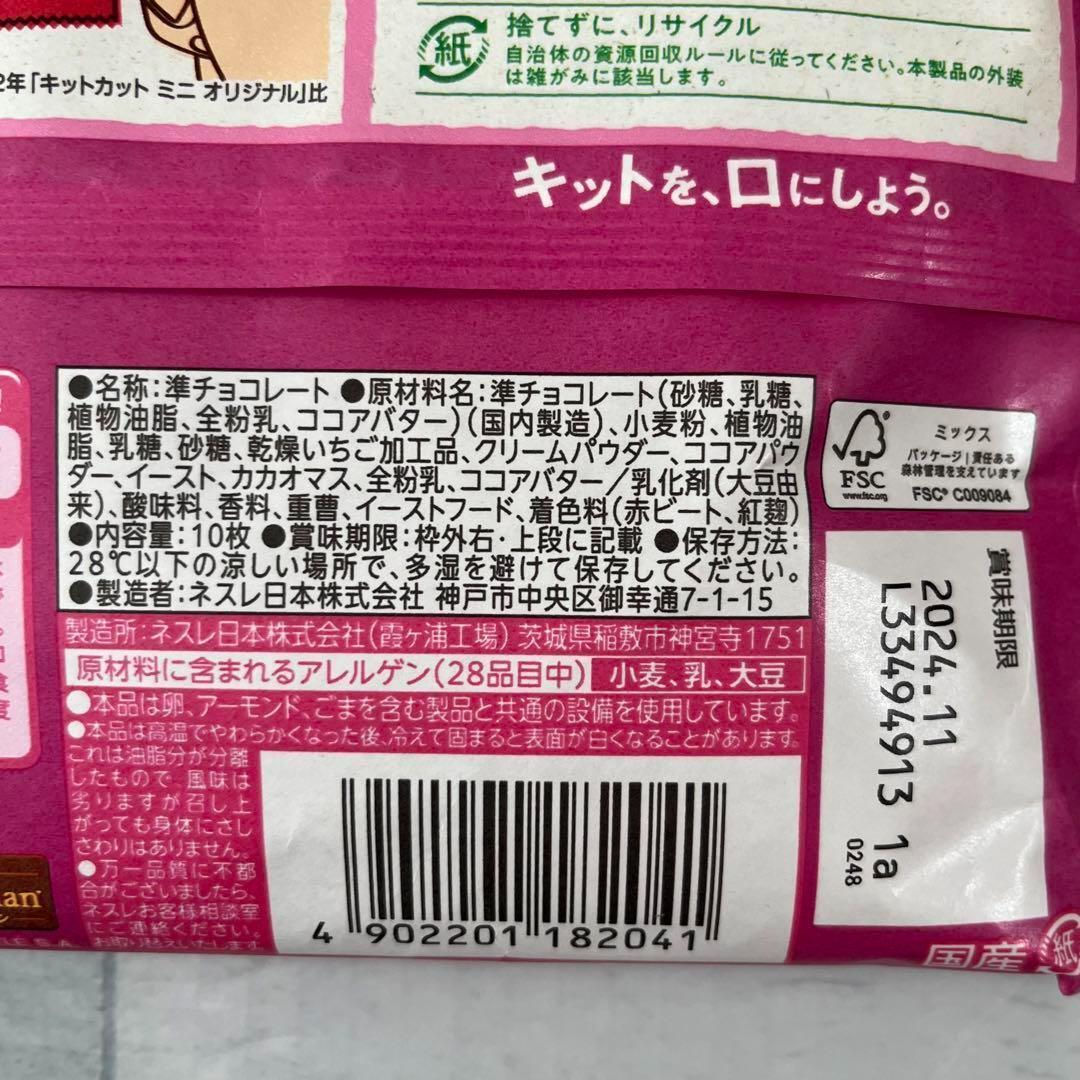 捨てずに、リサイクル
紙
自治体の資源回収ルールに従ってください。本製品の外装
は雑がみに該当します。
2年「キットカット ミニ オリジナル」比
キットを、口にしよう。
●名称:準チョコレート ●原材料名:準チョコレート(砂糖、乳糖、
植物油脂、全粉乳、ココアバター)(国内製造)、小麦粉、植物油
脂、乳糖、砂糖、乾燥いちご加工品、クリームパウダー、ココアパウ
ダー、イースト、カカオマス、全粉乳、ココアバター/乳化剤(大豆由
来)、酸味料、香料、重曹、イーストフード、着色料(赤ビート、紅麹)
●内容量:10枚 ●賞味期限:枠外右・上段に記載 ●保存方法:
28℃以下の涼しい場所で、多湿を避けて保存してください。
●製造者:ネスレ日本株式会社 神戸市中央区御幸通7-1-15
製造所:ネスレ日本株式会社(霞ヶ浦工場) 茨城県稲敷市神宮寺1751
原材料に含まれるアレルゲン(28品目中) 小麦、乳、大豆
●本品は卵、アーモンド、ごまを含む製品と共通の設備を使用しています。
●本品は高温でやわらかくなった後、冷えて固まると表面が白くなることがあります。
これは油脂分が分離
したもので、風味は
劣りますが召し上
がっても身体にさし
さわりはありません。
●万一品質に不都
合がございましたら、
ネスレお客様相談室
にご連絡ください。
お取り替えいたします
4 902201 182041
FSC
www.fsc.org
ミックス
パッケージ|責任ある
森林管理を支えています
FSC® C009084
賞味期限
2024.11
L33494913 1a
0248
国産
紙